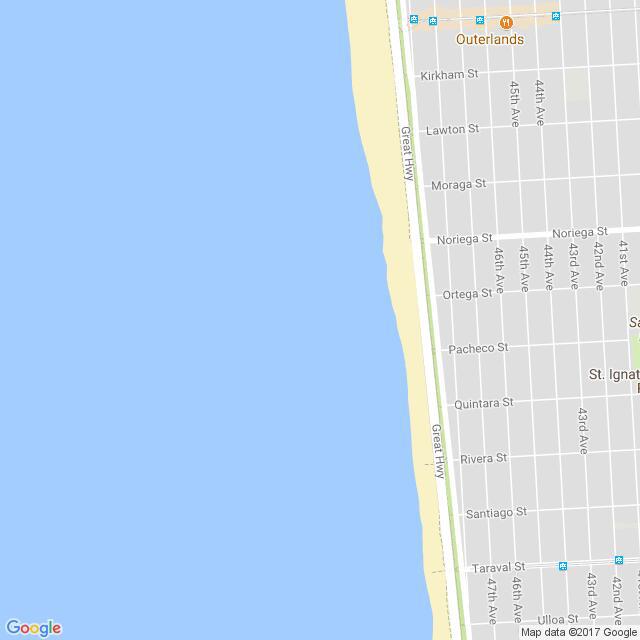 Outerlands
Kirkham St
45th Ave
44th Ave
Lawton St
Great Hwy
Moraga St
Noriega St
Noriega St
46th Ave
45th Ave
44th Ave
43rd Ave
42nd Ave
41st Ave
Ortega St
Sa
Pacheco St
St. Ignat
Quintara St
43rd Ave
Great Hwy
Rivera St
Santiago St
Taraval St
47th Ave
46th Ave
43rd Ave
42nd Ave
Ulloa St
Google
Map data ©2017 Google